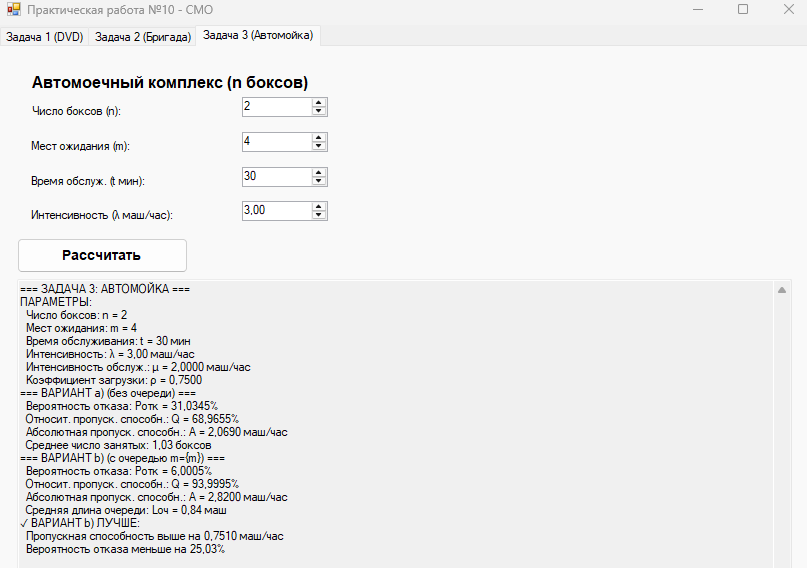 Практическая работа №10 - СМО
Задача 1 (DVD) Задача 2 (Бригада) Задача 3 (Автомойка)
Автомоечный комплекс (n боксов)
Число боксов (n): 2
Мест ожидания (m): 4
Время обслуж. (t мин): 30
Интенсивность (λ маш/час): 3,00
Рассчитать
=== ЗАДАЧА 3: АВТОМОЙКА ===
ПАРАМЕТРЫ:
Число боксов: n = 2
Мест ожидания: m = 4
Время обслуживания: t = 30 мин
Интенсивность: λ = 3,00 маш/час
Интенсивность обслуж.: μ = 2,0000 маш/час
Коэффициент загрузки: ρ = 0,7500
=== ВАРИАНТ a) (без очереди) ===
Вероятность отказа: Pотк = 31,0345%
Относит. пропуск. способн.: Q = 68,9655%
Абсолютная пропуск. способн.: A = 2,0690 маш/час
Среднее число занятых: 1,03 боксов
=== ВАРИАНТ b) (с очередью m={m}) ===
Вероятность отказа: Pотк = 6,0005%
Относит. пропуск. способн.: Q = 93,9995%
Абсолютная пропуск. способн.: A = 2,8200 маш/час
Средняя длина очереди: Lоч = 0,84 маш
✓ ВАРИАНТ b) ЛУЧШЕ:
Пропускная способность выше на 0,7510 маш/час
Вероятность отказа меньше на 25,03%